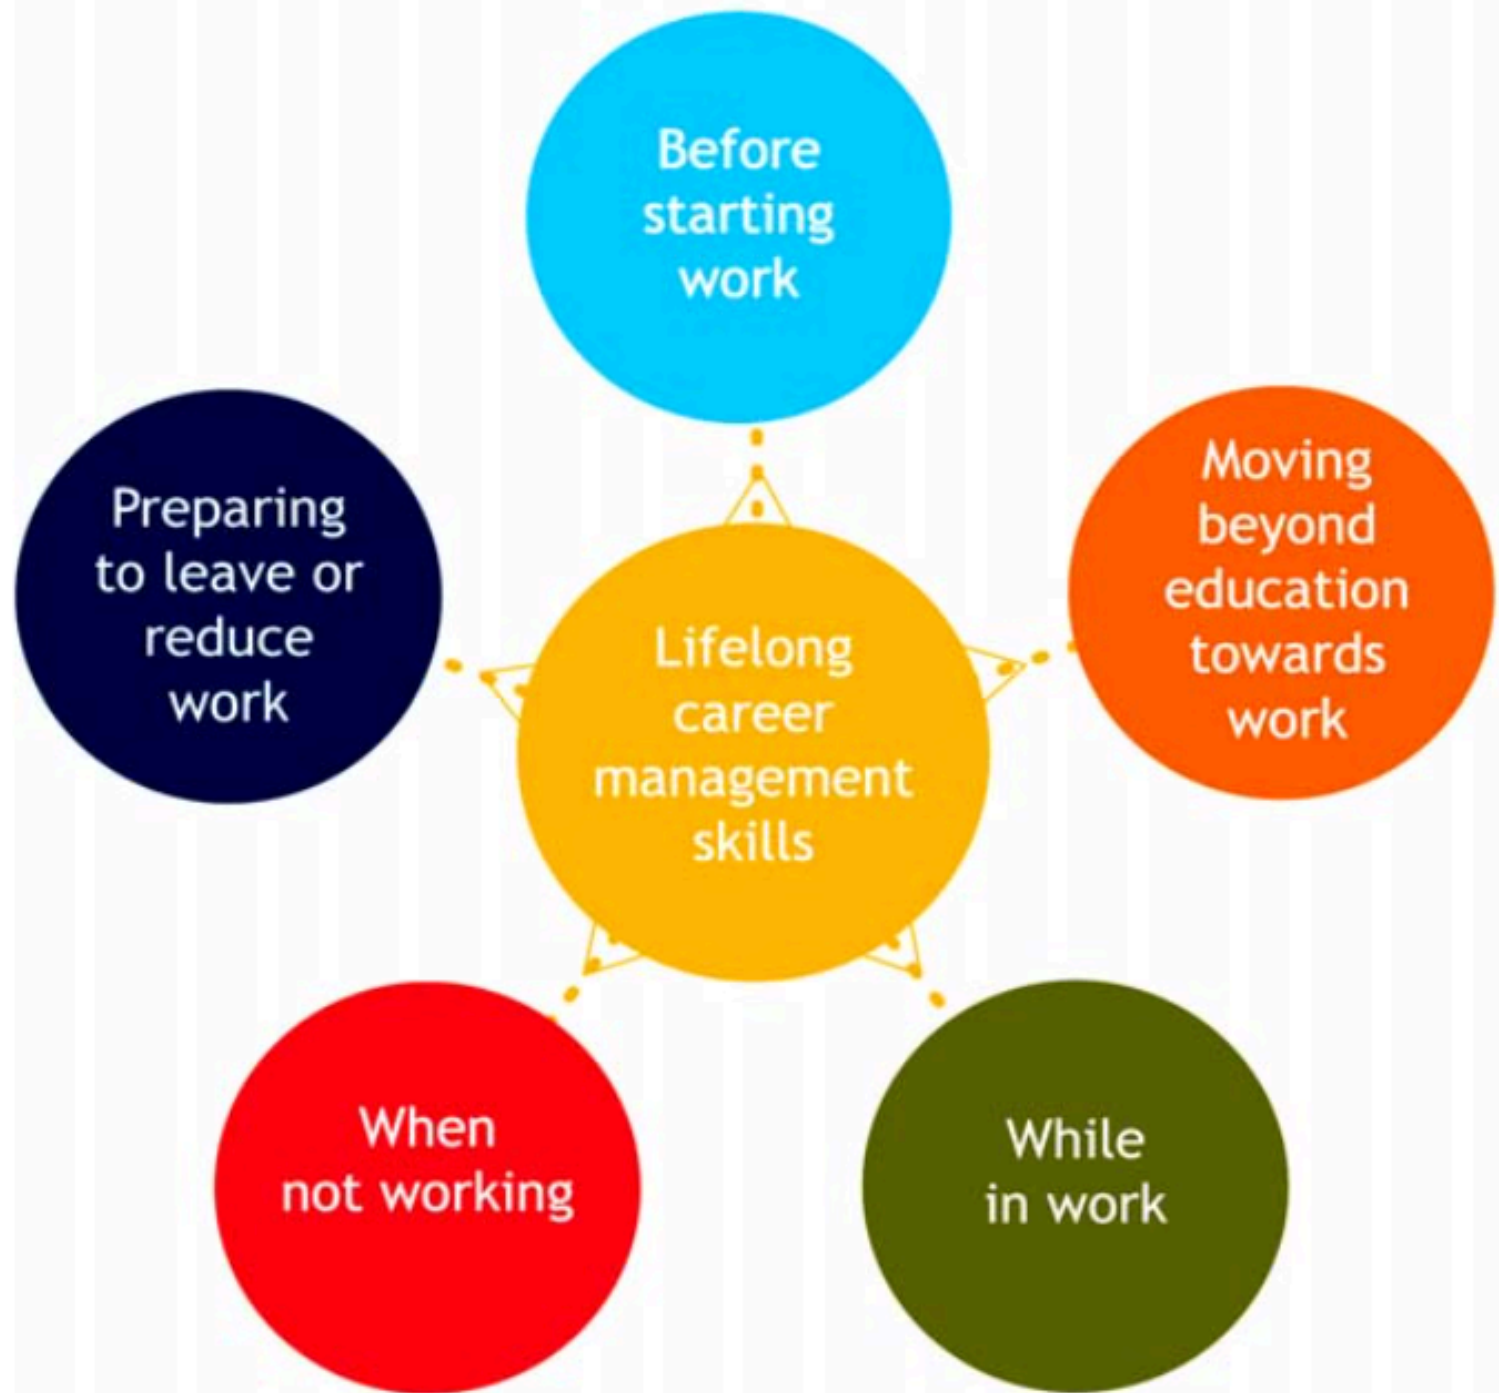 Before
starting
work
Moving
beyond
education
towards
work
Preparing
to leave or
reduce
work
Lifelong
career
management
skills
When
not working
While
in work